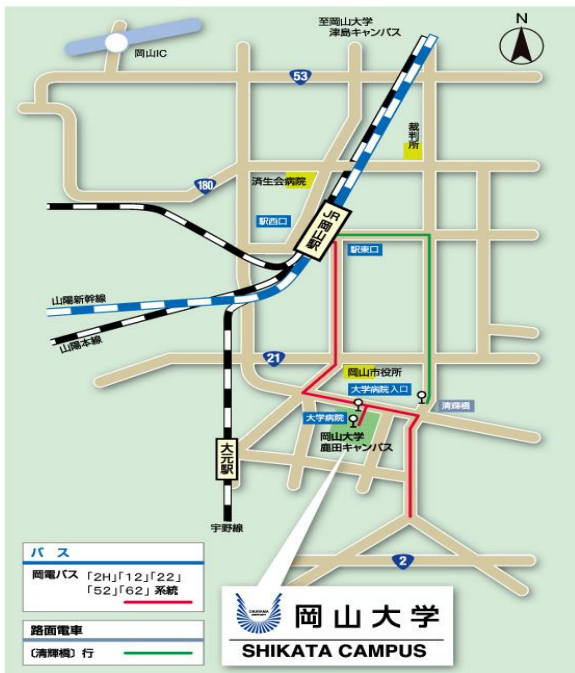 至岡山大学
津島キャンパス
N
岡山IC
53
裁判所
180
済生会病院
駅西口
JR
岡山駅
駅東口
山陽新幹線
山陽本線
21
岡山市役所
大学病院入口
清輝橋
大学病院
岡山大学
鹿田キャンパス
大元駅
宇野線
2
バス
岡電バス 「2H」「12」「22」
「52」「62」系統
路面電車
〔清輝橋〕行
OKAYAMA
UNIVERSITY
岡山大学
SHIKATA CAMPUS